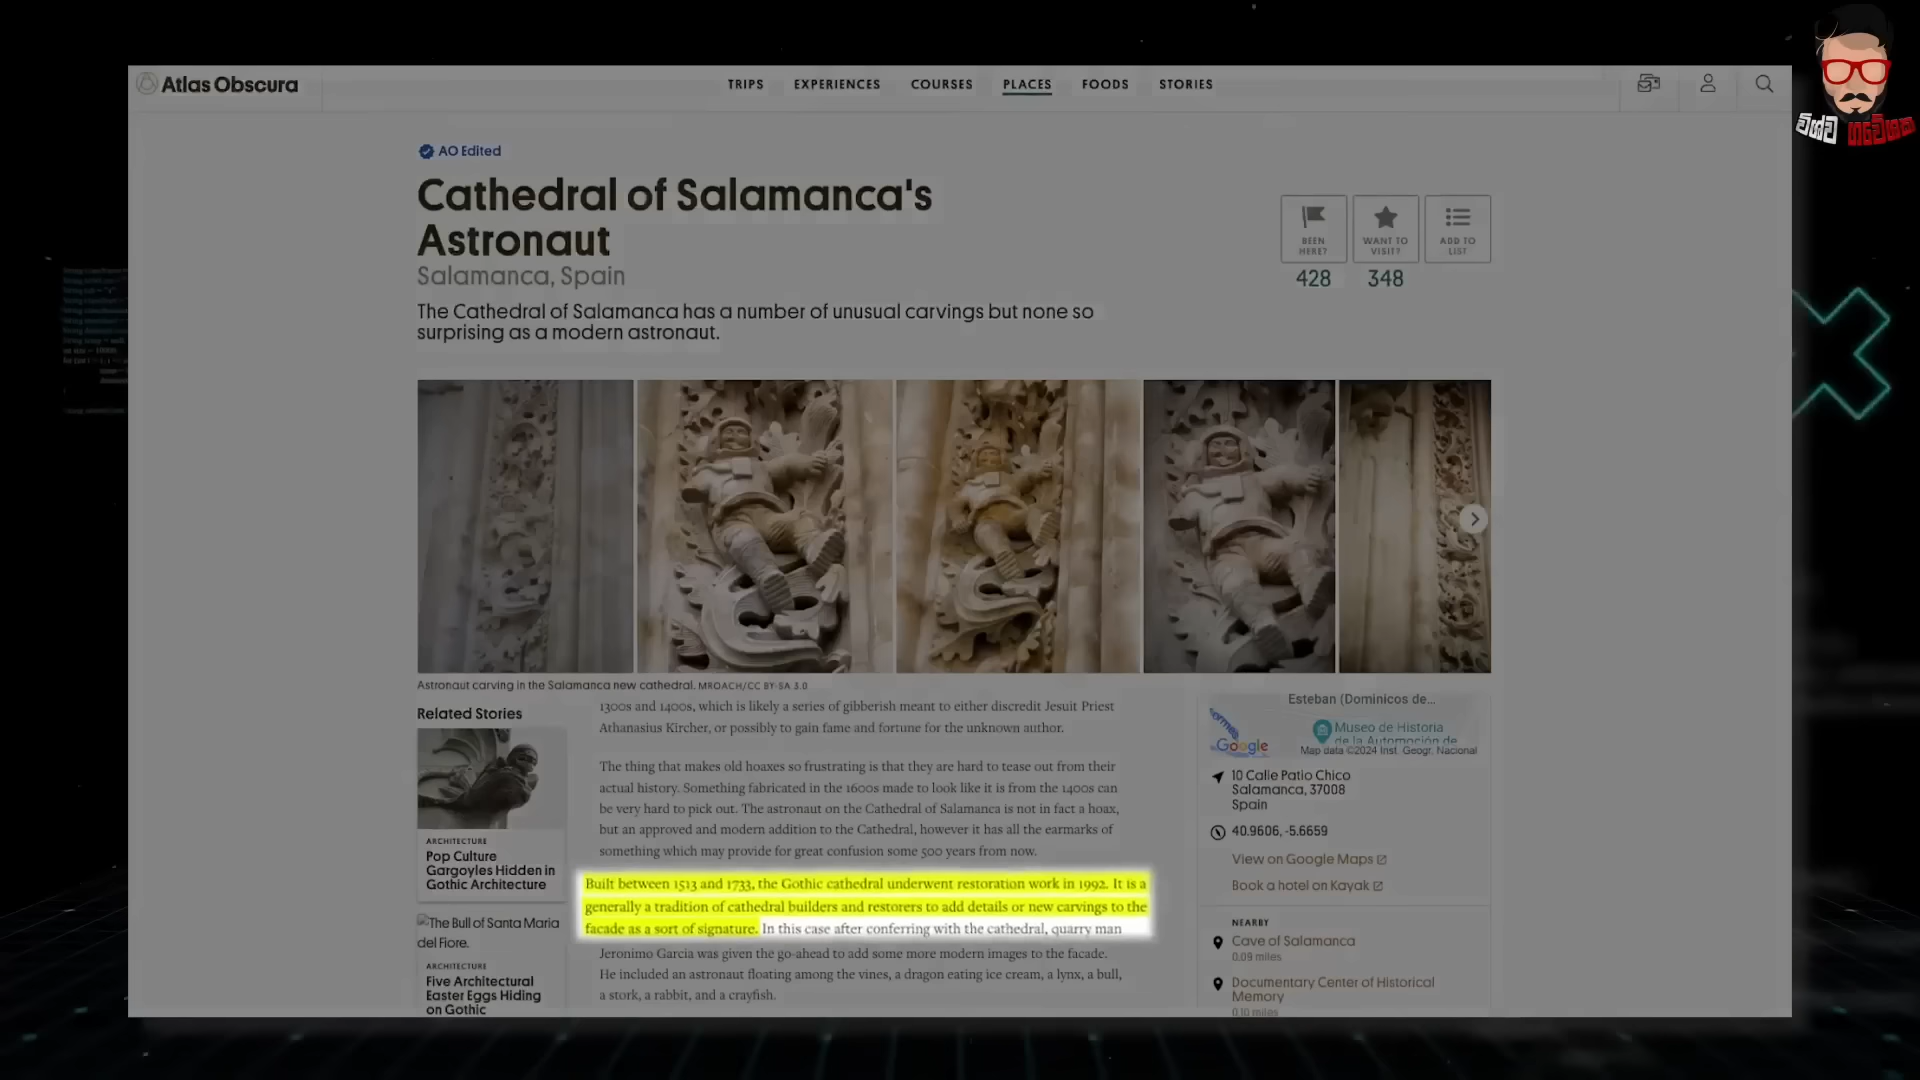 Atlas Obscura
TRIPS EXPERIENCES COURSES PLACES FOODS STORIES
විශ්ව ගවේශක
AO Edited
Cathedral of Salamanca's
Astronaut
Salamanca, Spain
The Cathedral of Salamanca has a number of unusual carvings but none so
surprising as a modern astronaut.
BEEN
HERE?
428
WANT TO
VISIT?
348
ADD TO
LIST
Astronaut carving in the Salamanca new cathedral. MROACH/CC BY-SA 3.0
Related Stories
ARCHITECTURE
Pop Culture
Gargoyles Hidden in
Gothic Architecture
The Bull of Santa Maria
del Fiore.
ARCHITECTURE
Five Architectural
Easter Eggs Hiding
on Gothic
1300s and 1400s, which is likely a series of gibberish meant to either discredit Jesuit Priest
Athanasius Kircher, or possibly to gain fame and fortune for the unknown author.
The thing that makes old hoaxes so frustrating is that they are hard to tease out from their
actual history. Something fabricated in the 1600s made to look like it is from the 1400s can
be very hard to pick out. The astronaut on the Cathedral of Salamanca is not in fact a hoax,
but an approved and modern addition to the Cathedral, however it has all the earmarks of
something which may provide for great confusion some 500 years from now.
Built between 1513 and 1733, the Gothic cathedral underwent restoration work in 1992. It is a
generally a tradition of cathedral builders and restorers to add details or new carvings to the
facade as a sort of signature. In this case after conferring with the cathedral, quarry man
Jeronimo Garcia was given the go-ahead to add some more modern images to the facade.
He included an astronaut floating among the vines, a dragon eating ice cream, a lynx, a bull,
a stork, a rabbit, and a crayfish.
Esteban (Dominicos de...
Museo de Historia
de la Automoción de
Google
Map data ©2024 Inst. Geogr. Nacional
10 Calle Patio Chico
Salamanca, 37008
Spain
40.9606, -5.6659
View on Google Maps
Book a hotel on Kayak
NEARBY
Cave of Salamanca
0.09 miles
Documentary Center of Historical
Memory
0.10 miles